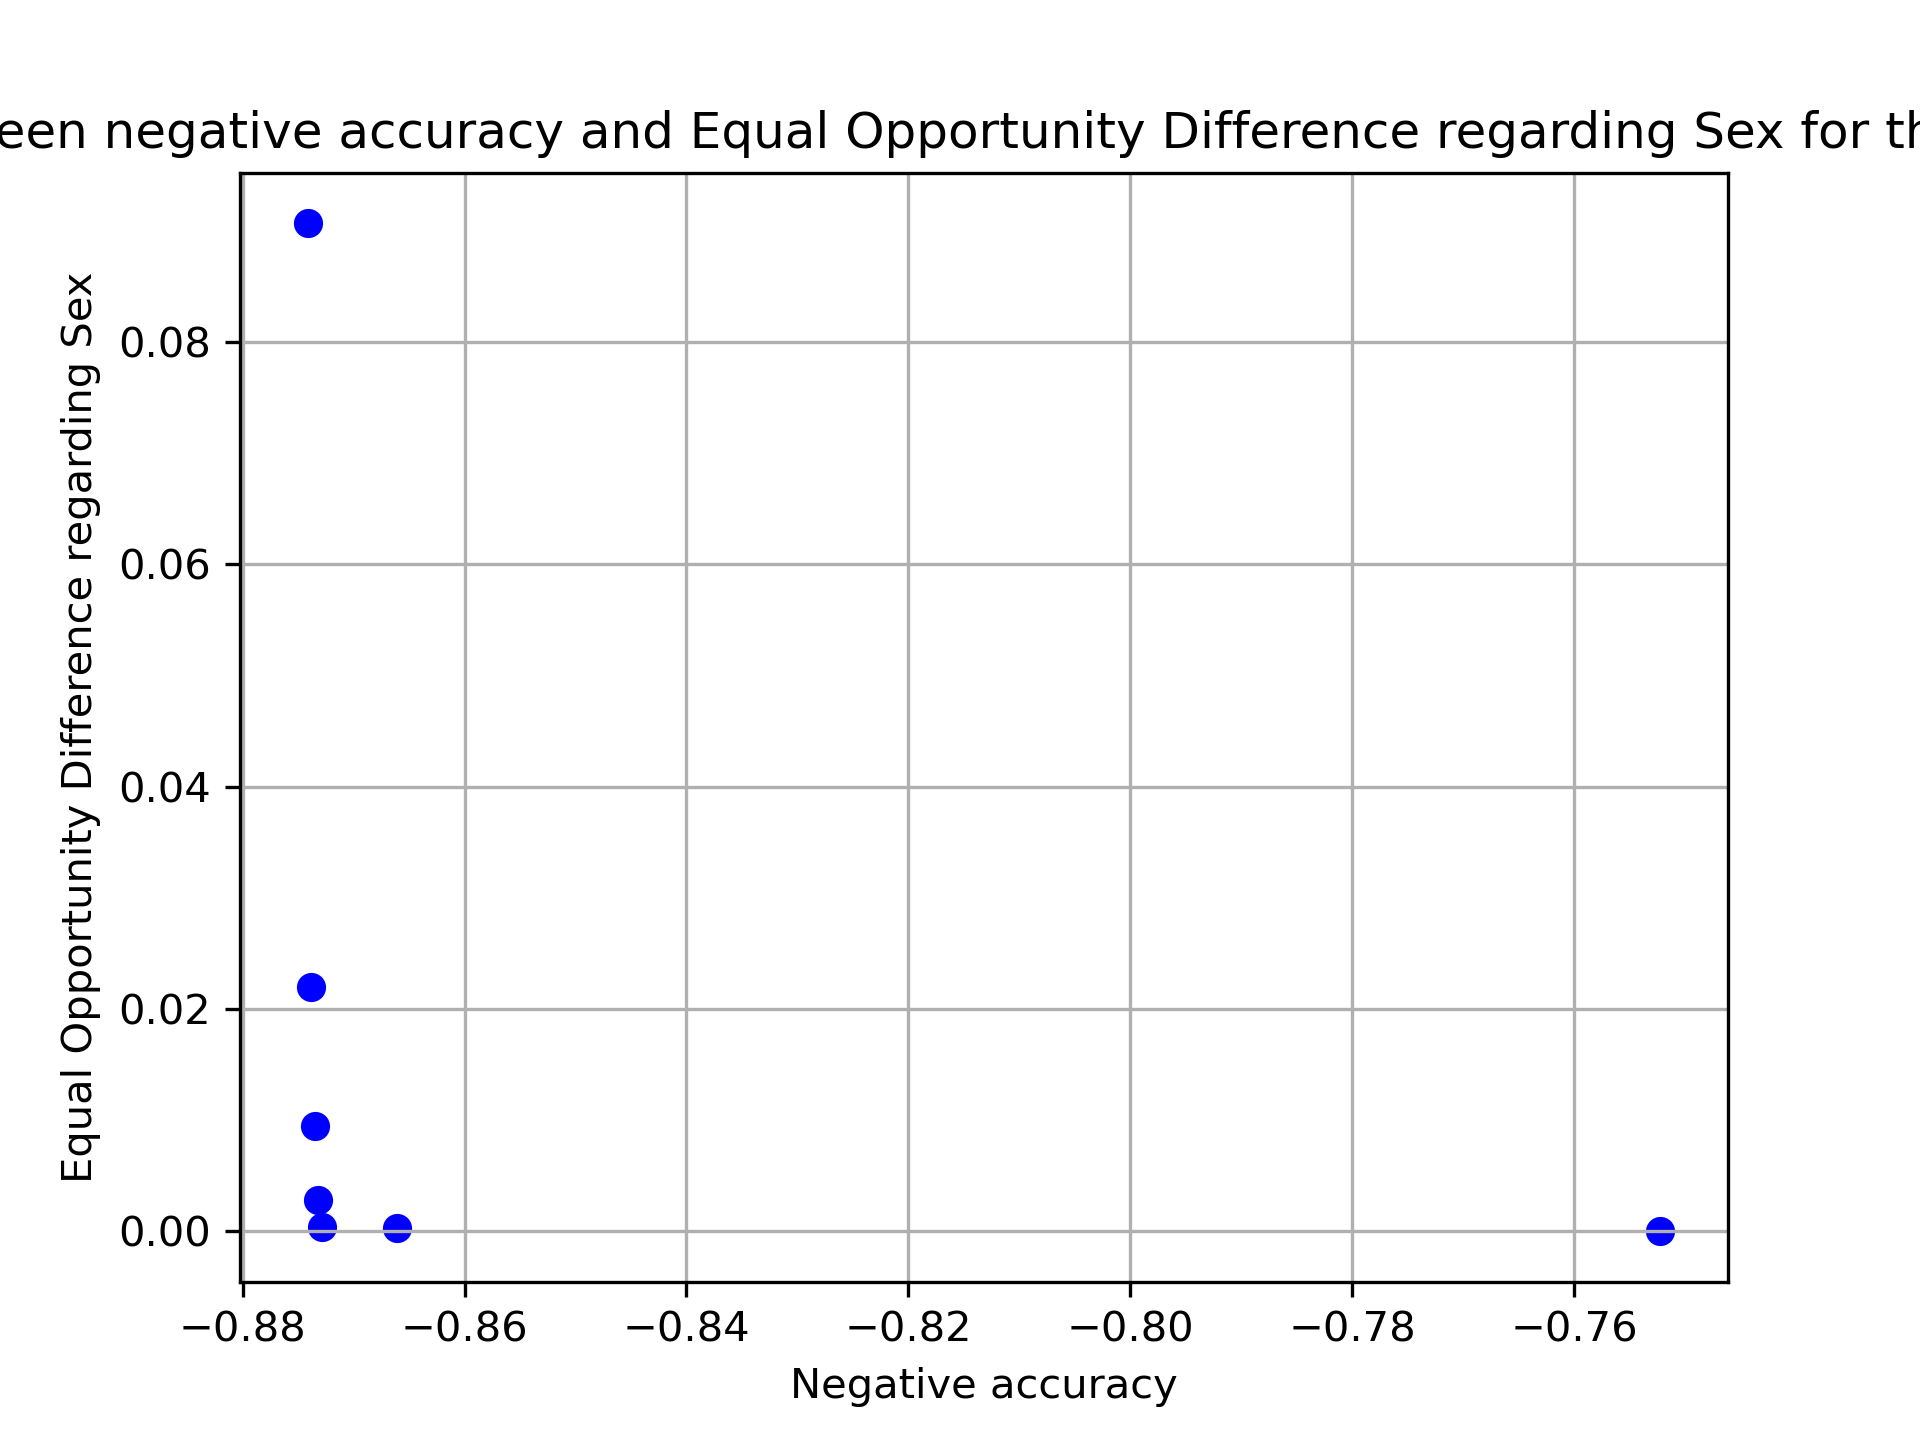 een negative accuracy and Equal Opportunity Difference regarding Sex for th
Equal Opportunity Difference regarding Sex
0.08
0.06
0.04
0.02
0.00
−0.88 −0.86 −0.84 −0.82 −0.80 −0.78 −0.76
Negative accuracy